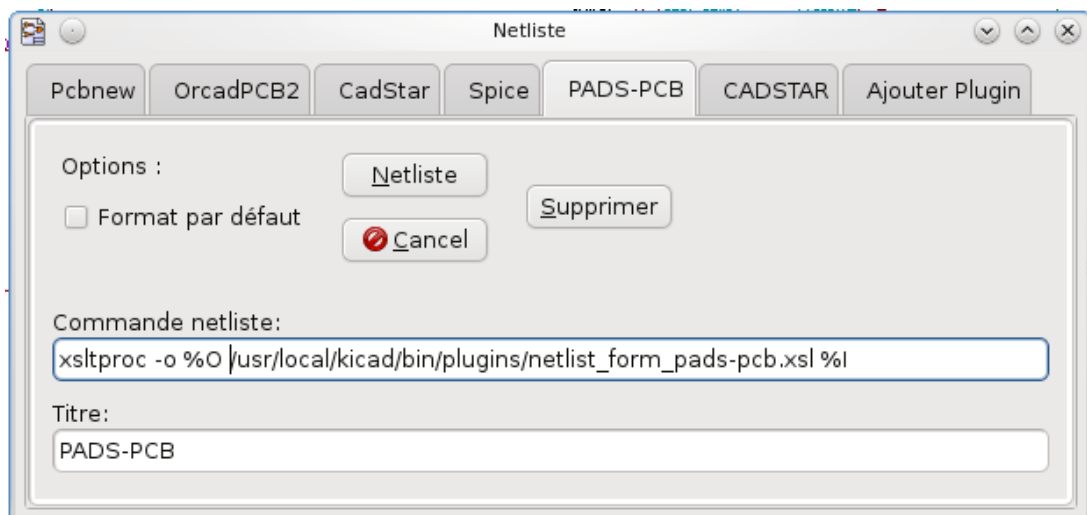 Netliste
Pcbnew OrcadPCB2 CadStar Spice PADS-PCB CADSTAR Ajouter Plugin
Options :
Netliste
Supprimer
Format par défaut
Cancel
Commande netliste:
xsltproc -o %O /usr/local/kicad/bin/plugins/netlist_form_pads-pcb.xsl %I
Titre:
PADS-PCB